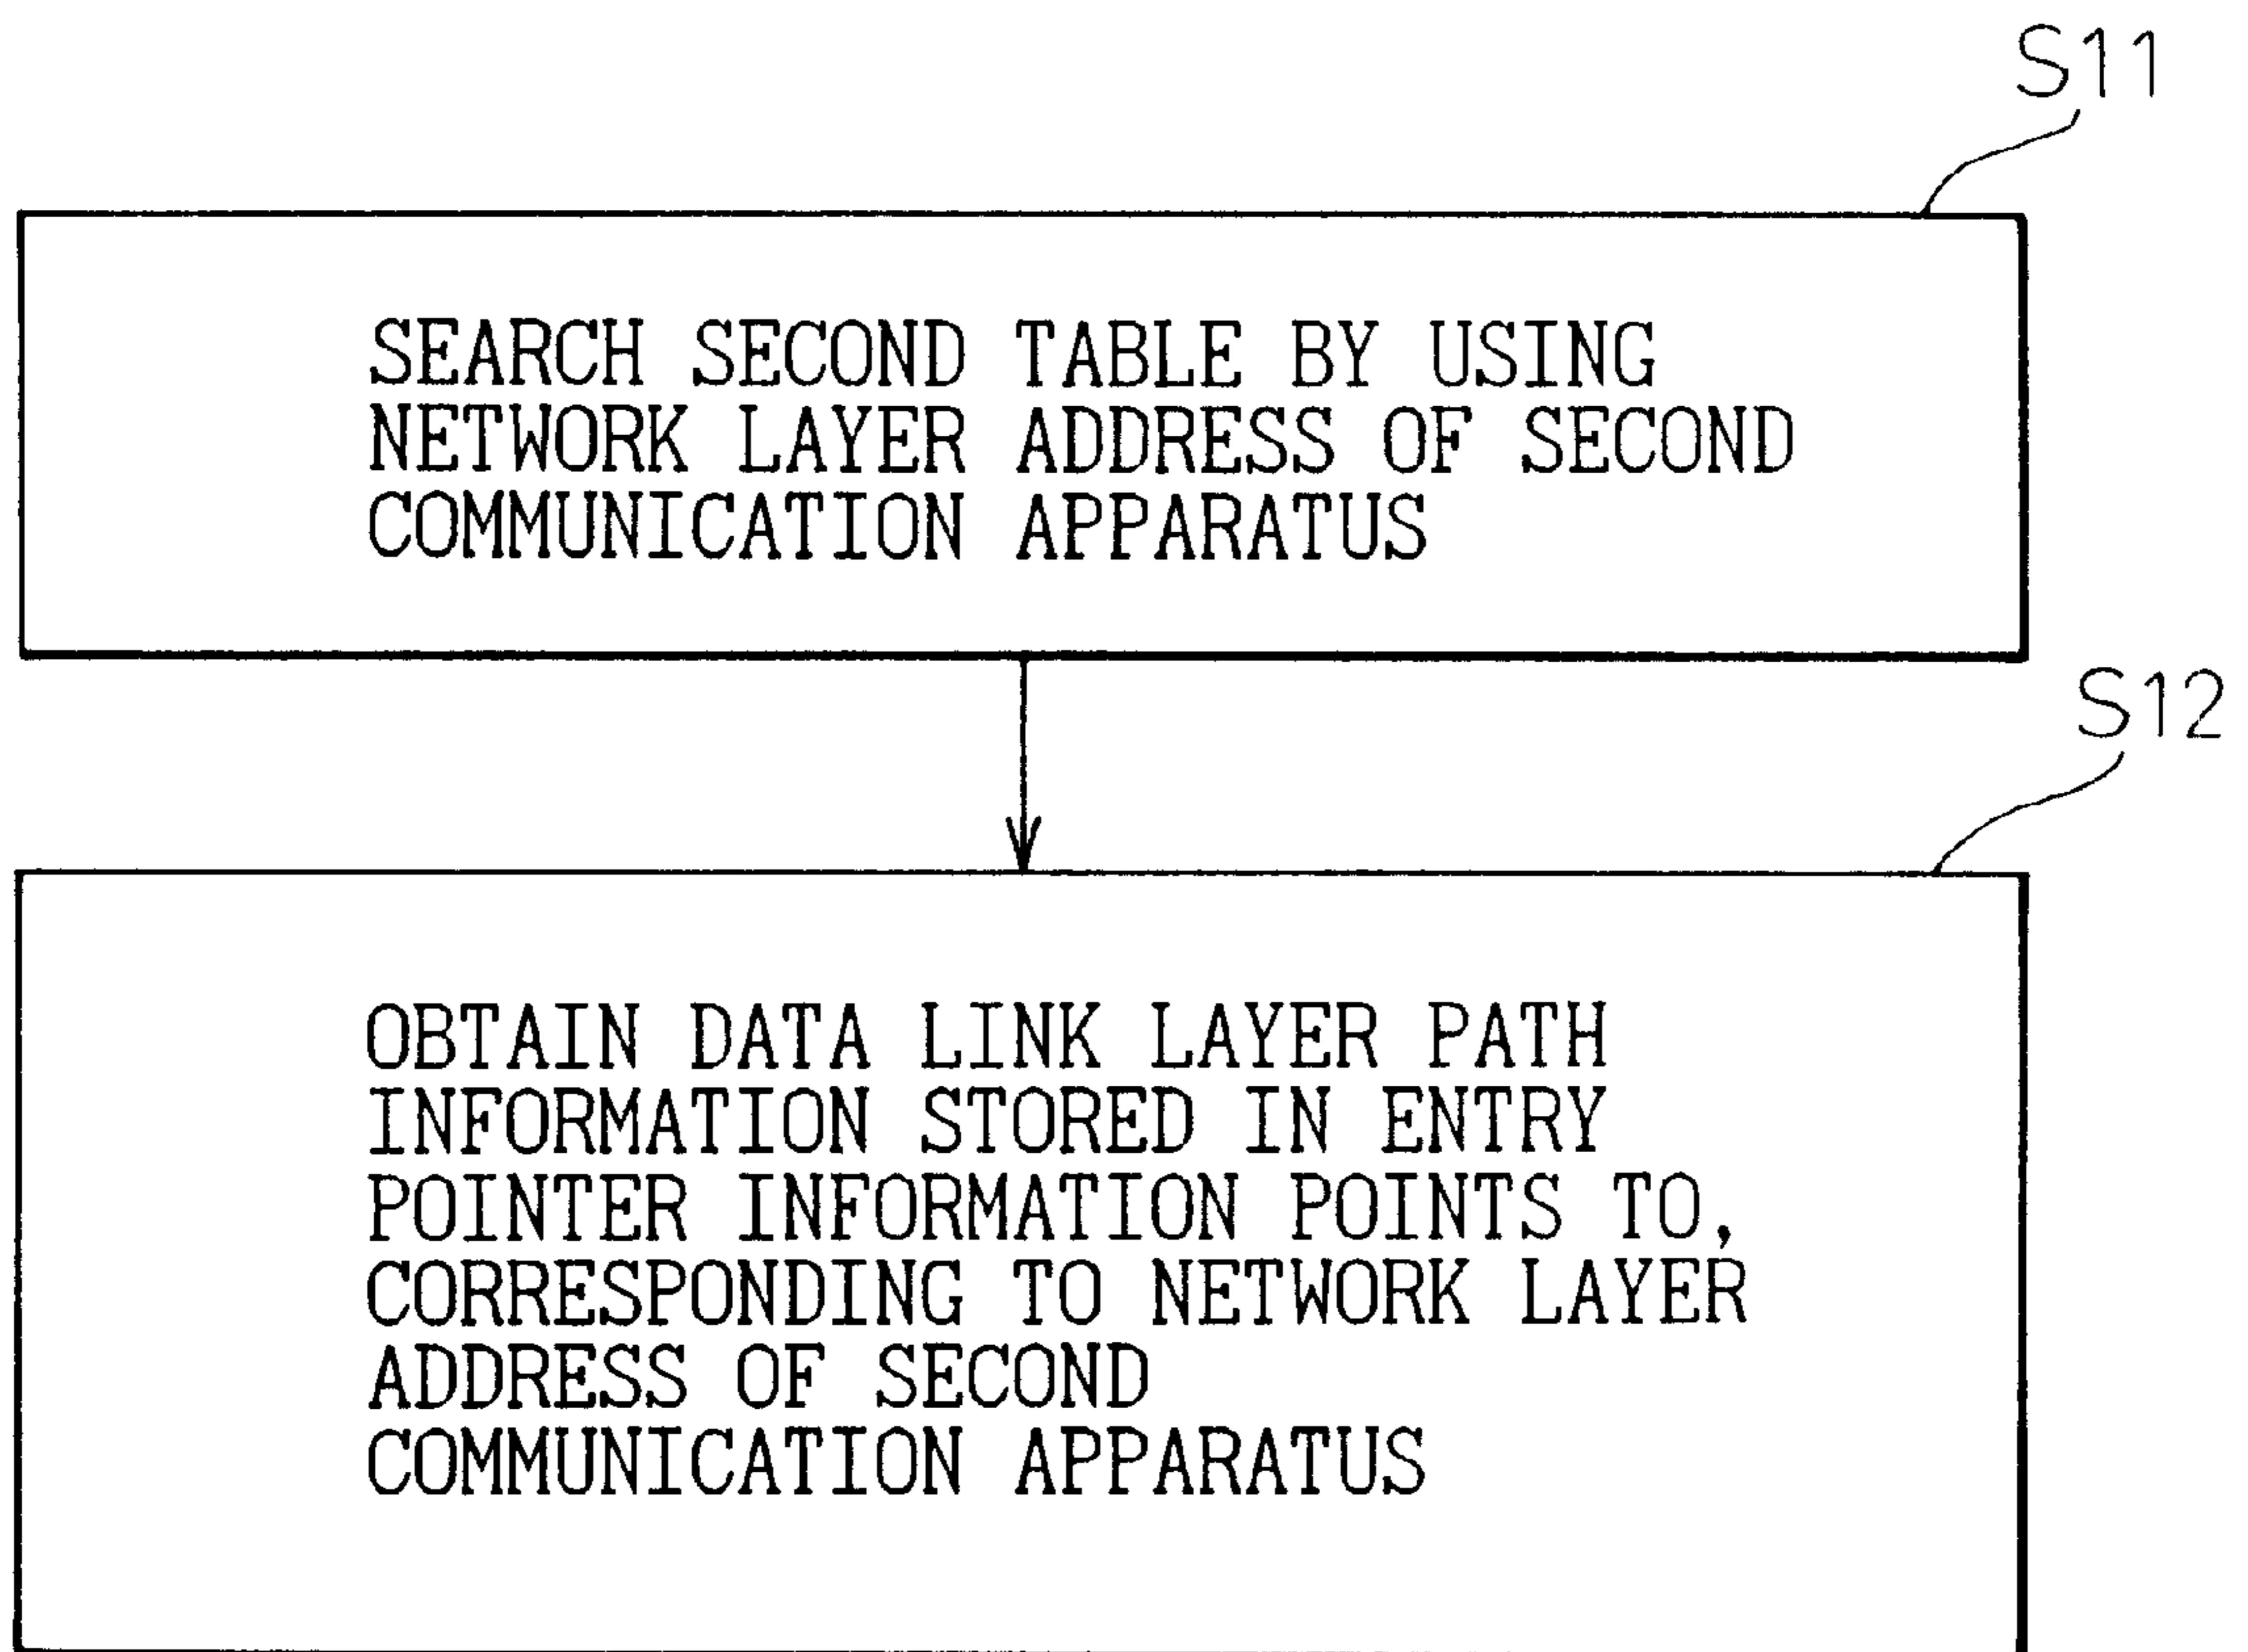 S11
SEARCH SECOND TABLE BY USING
NETWORK LAYER ADDRESS OF SECOND
COMMUNICATION APPARATUS
S12
OBTAIN DATA LINK LAYER PATH
INFORMATION STORED IN ENTRY
POINTER INFORMATION POINTS TO,
CORRESPONDING TO NETWORK LAYER
ADDRESS OF SECOND
COMMUNICATION APPARATUS